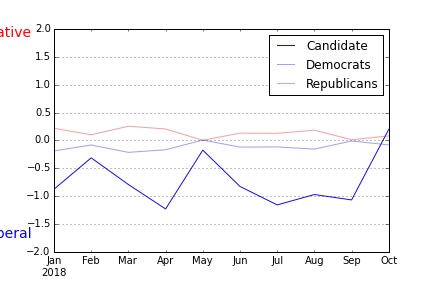 ative
beral
2.0
1.5
1.0
0.5
0.0
−0.5
−1.0
−1.5
−2.0
Candidate
Democrats
Republicans
Jan Feb Mar Apr May Jun Jul Aug Sep Oct
2018